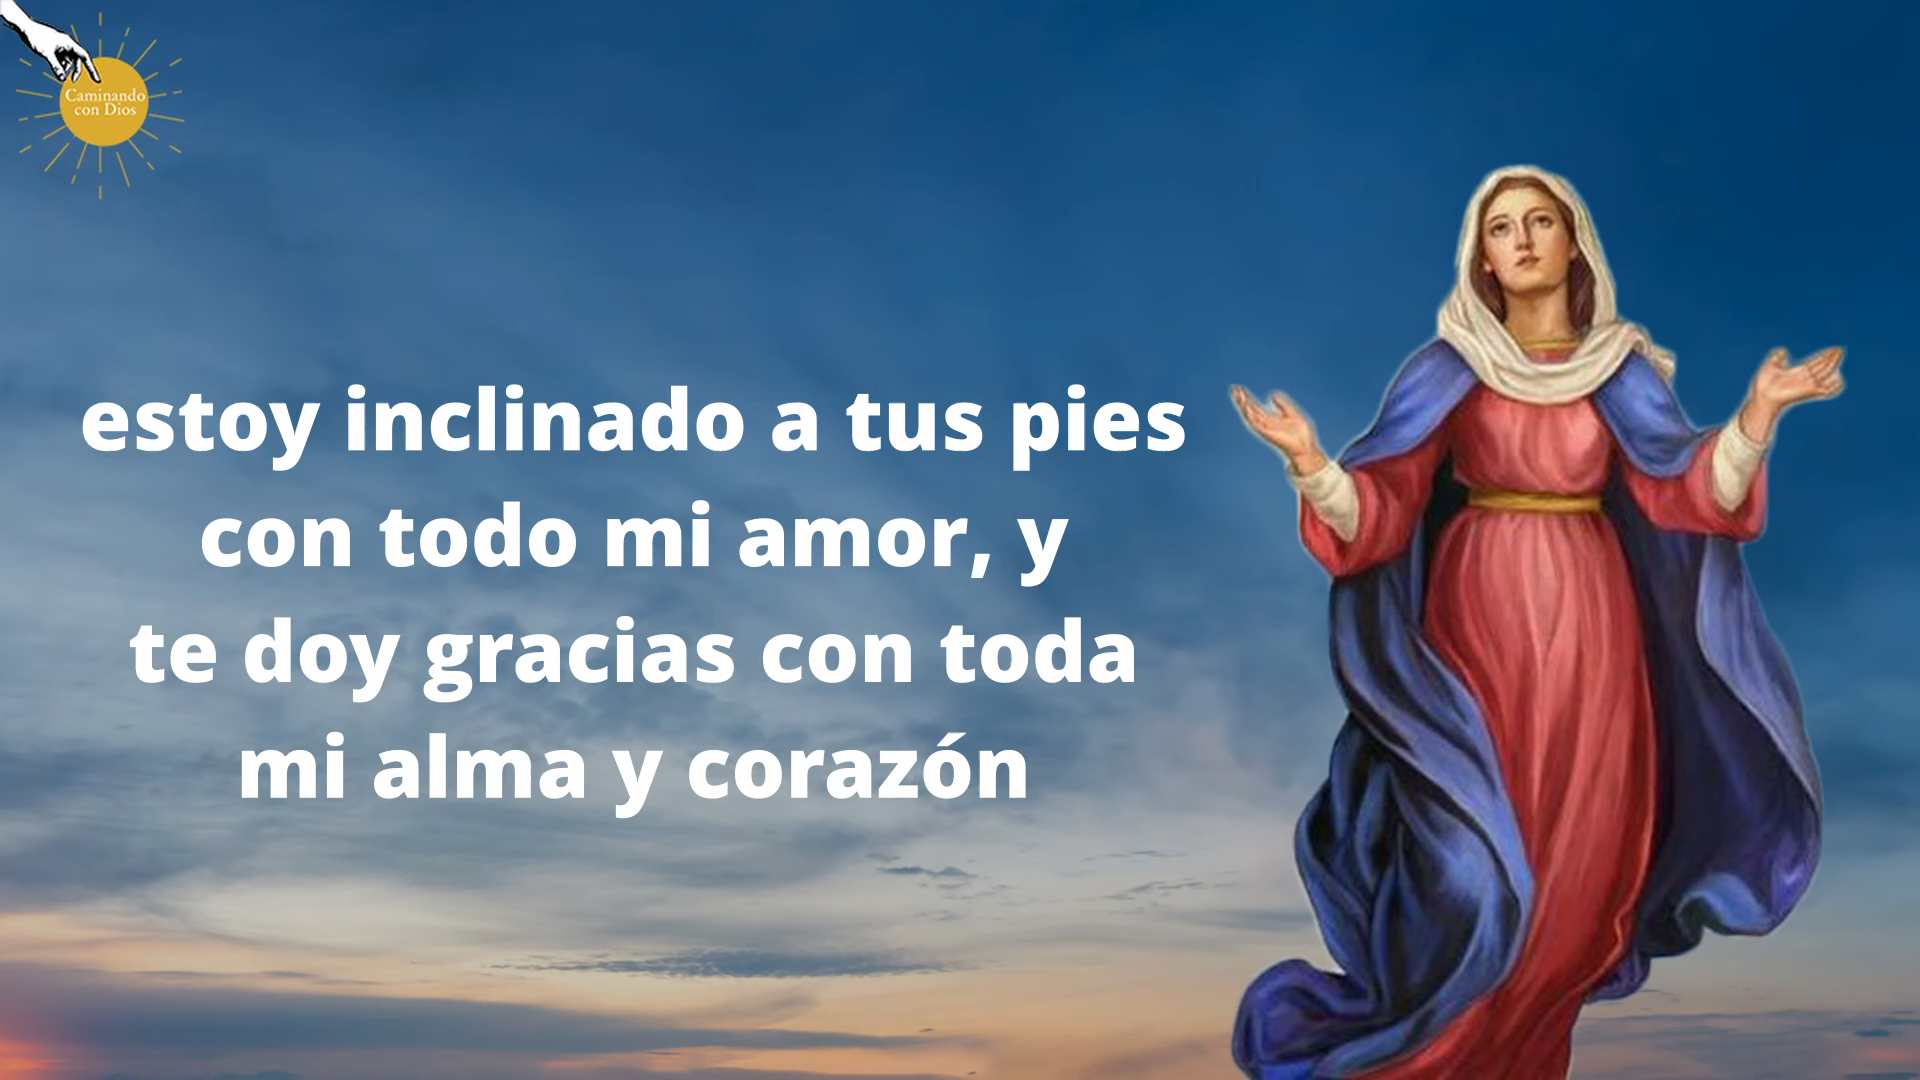 Caminando
con Dios
estoy inclinado a tus pies
con todo mi amor, y
te doy gracias con toda
mi alma y corazón